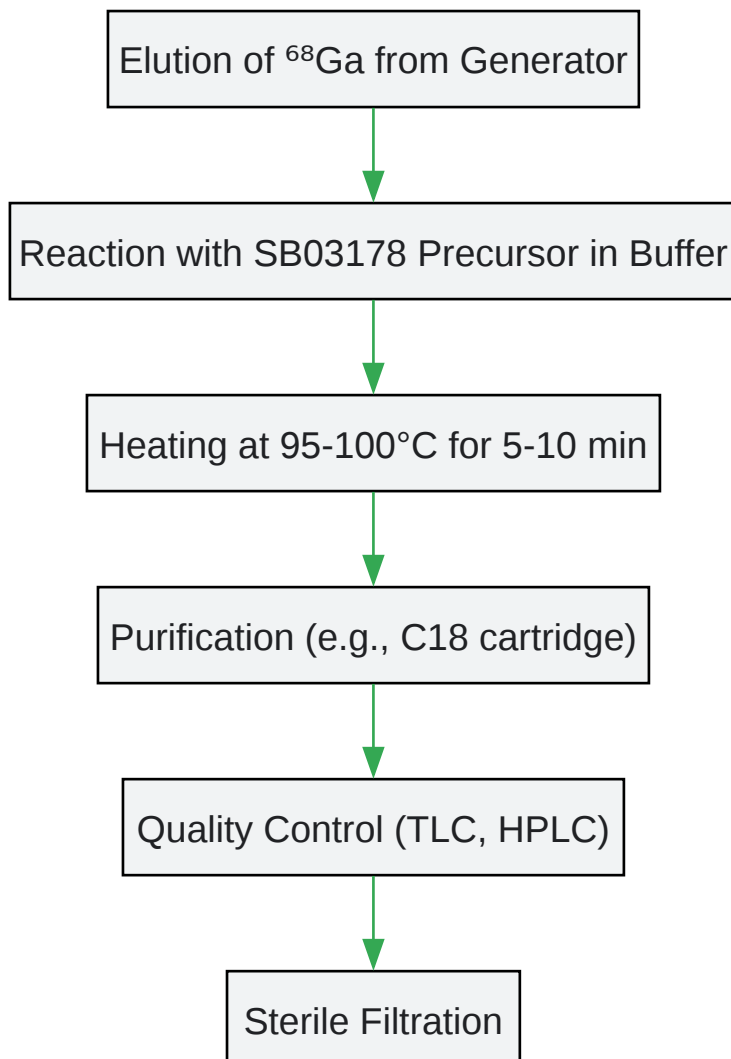 Elution of ⁶⁸Ga from Generator
Reaction with SB03178 Precursor in Buffer
Heating at 95-100°C for 5-10 min
Purification (e.g., C18 cartridge)
Quality Control (TLC, HPLC)
Sterile Filtration